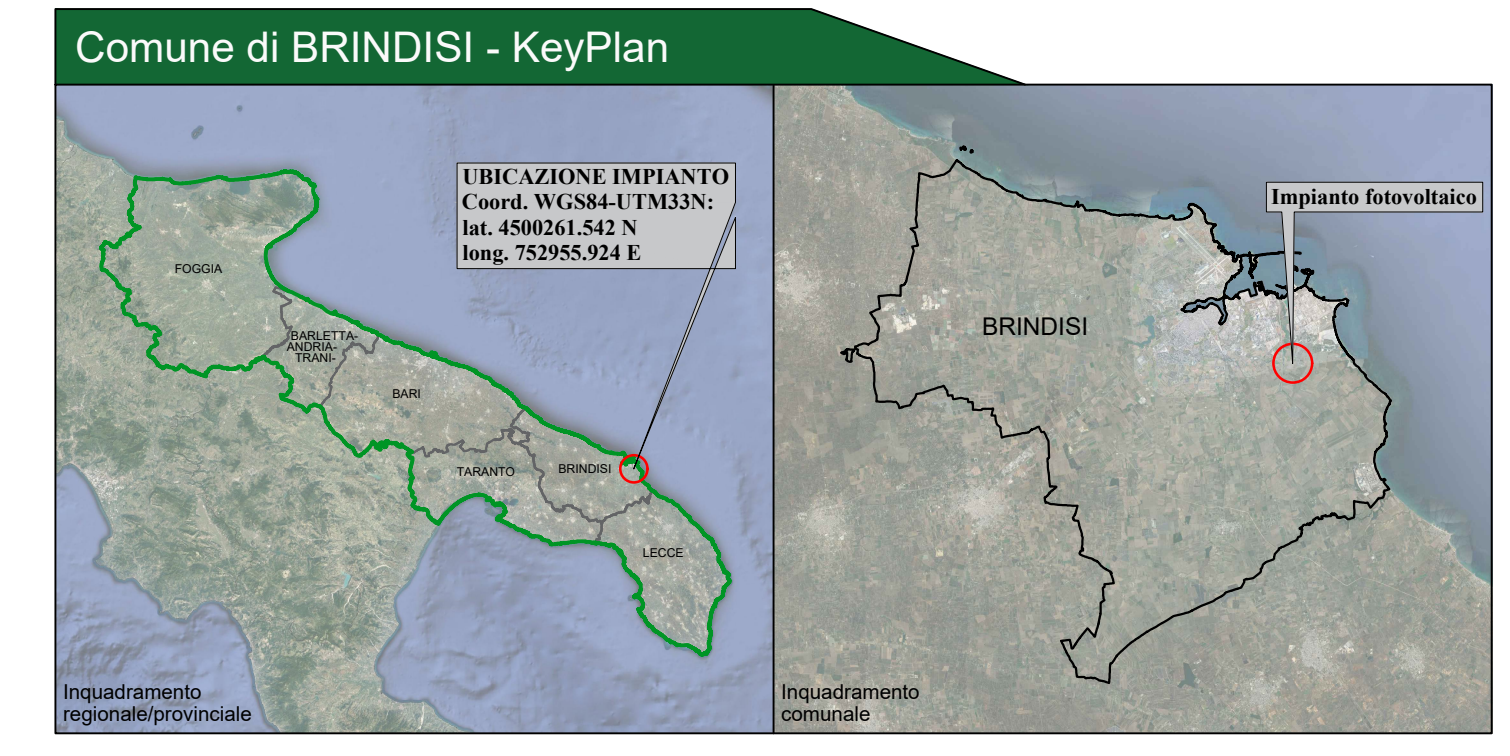 Comune di BRINDISI - KeyPlan
UBICAZIONE IMPIANTO
Coord. WGS84-UTM33N:
lat. 4500261.542 N
long. 752955.924 E
FOGGIA
BARLETTA-
ANDRIA-
TRANI-
BARI
TARANTO
BRINDISI
LECCE
Inquadramento
regionale/provinciale
Impianto fotovoltaico
BRINDISI
Inquadramento
comunale